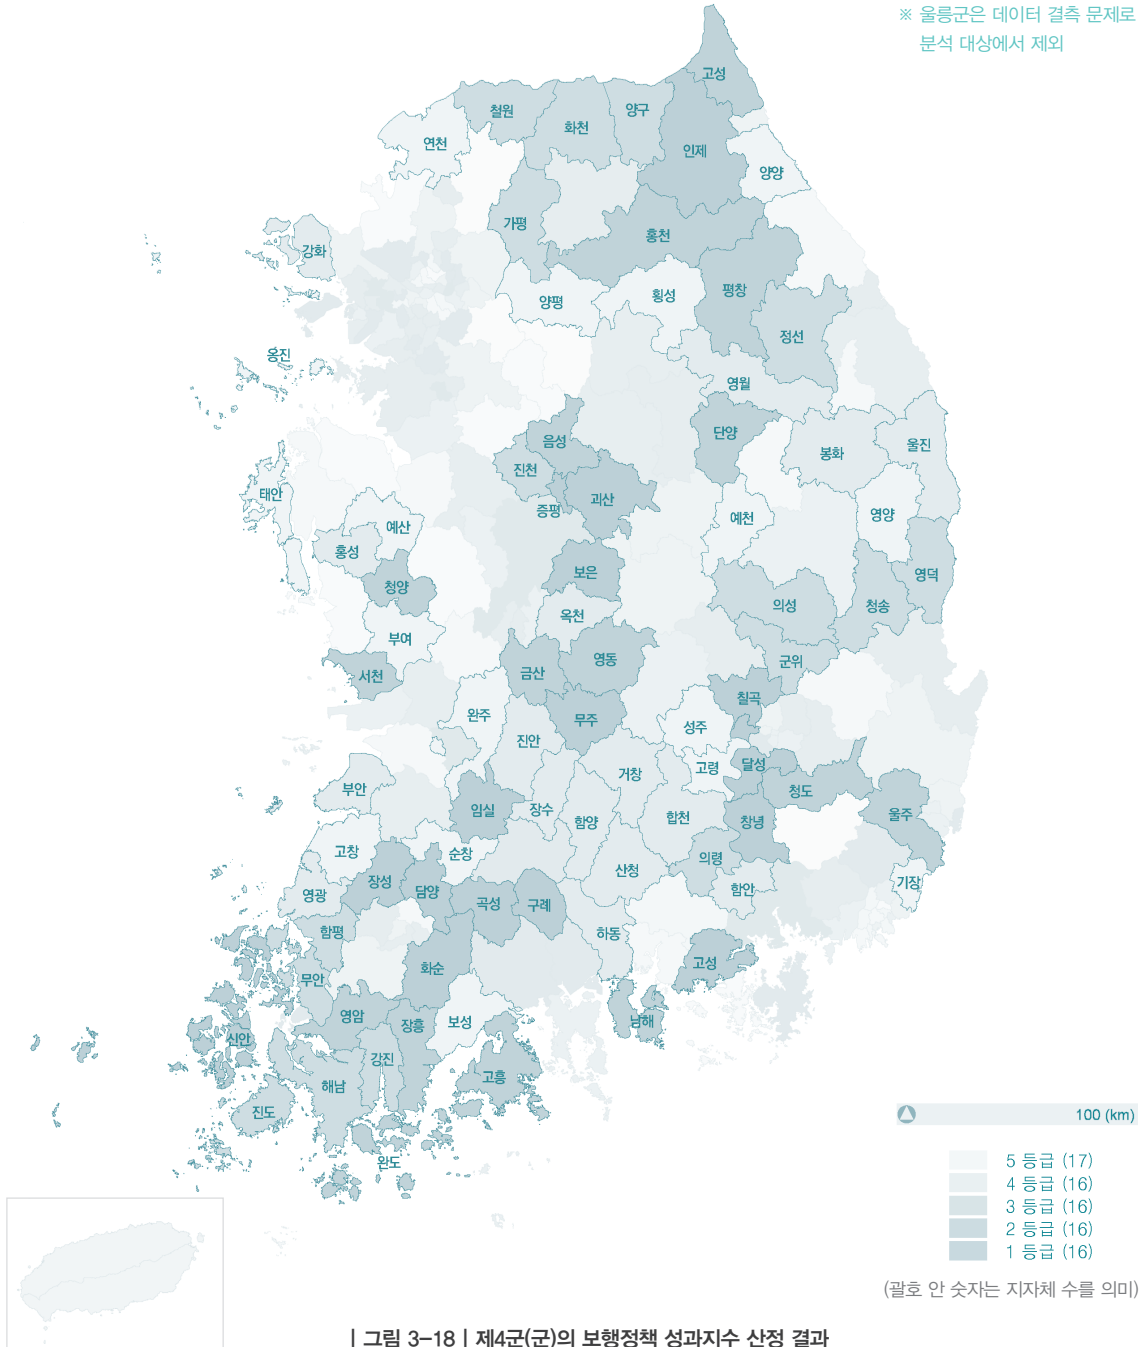 ※ 울릉군은 데이터 결측 문제로
분석 대상에서 제외
고성
철원
화천
양구
연천
인제
양양
가평
홍천
강화
양평
횡성
평창
정선
옹진
영월
단양
음성
봉화
울진
진천
괴산
태안
증평
예천
영양
예산
홍성
보은
영덕
청양
의성
청송
옥천
부여
영동
군위
금산
서천
칠곡
완주
무주
성주
진안
고령
달성
거창
부안
청도
임실
장수
함양
합천
창녕
울주
고창
순창
의령
산청
장성
담양
함안
기장
영광
곡성
구례
함평
하동
화순
고성
무안
영암
장흥
보성
남해
신안
강진
고흥
해남
진도
완도
100 (km)
5 등급 (17)
4 등급 (16)
3 등급 (16)
2 등급 (16)
1 등급 (16)
(괄호 안 숫자는 지자체 수를 의미)
| 그림 3-18 | 제4군(군)의 보행정책 성과지수 산정 결과